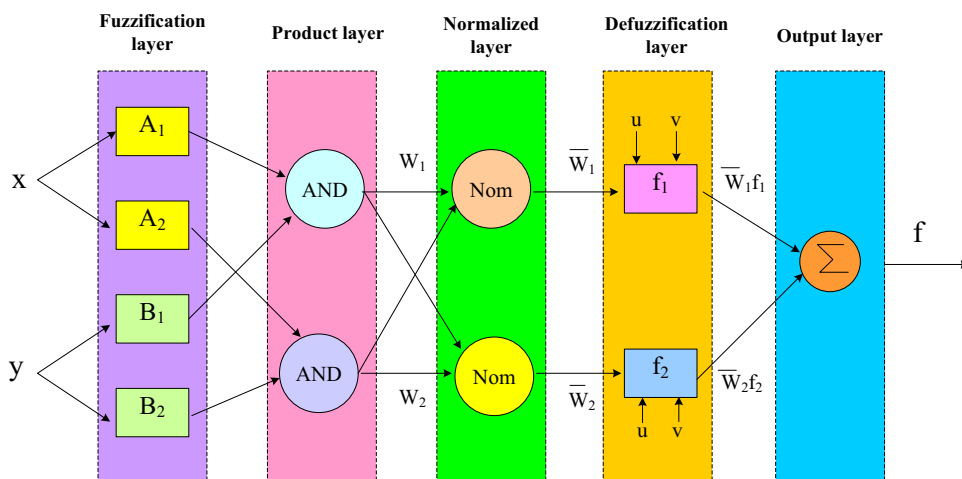 Fuzzification
layer
Product layer
Normalized
layer
Defuzzification
layer
Output layer
x
y
A₁
A₂
B₁
B₂
AND
AND
W₁
W₂
Nom
Nom
W̅₁
W̅₂
u v
f₁
f₂
u v
W̅₁f₁
W̅₂f₂
Σ
f